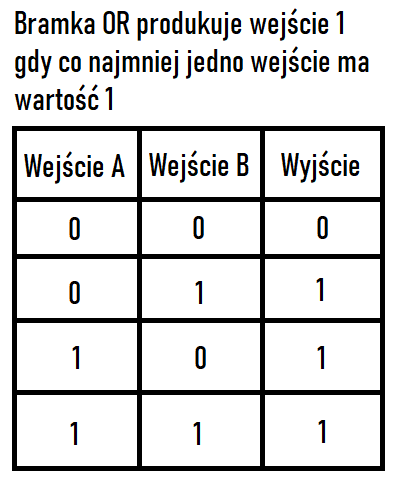 Bramka OR produkuje wejście 1
gdy co najmniej jedno wejście ma
wartość 1
Wejście A Wejście B Wyjście
0 0 0
0 1 1
1 0 1
1 1 1